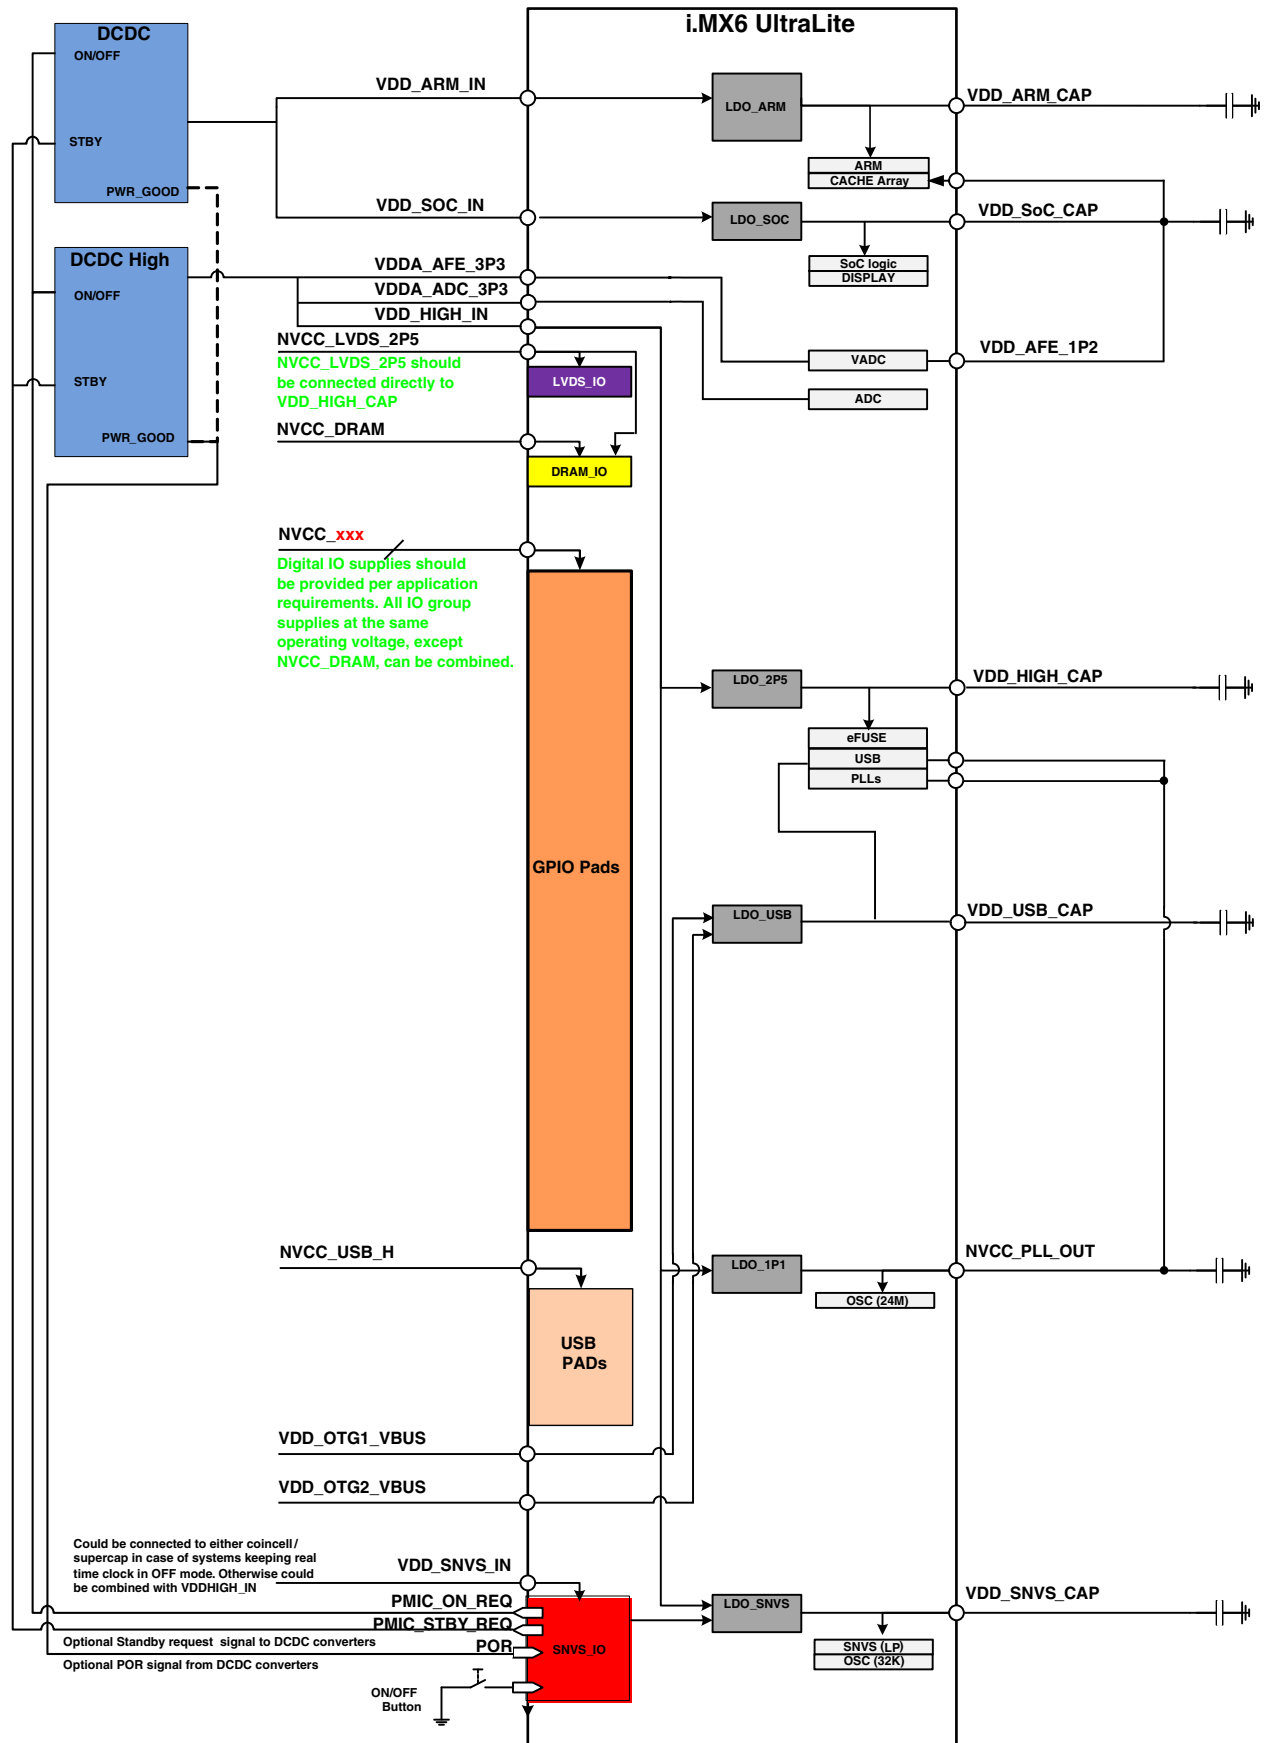 i.MX6 UltraLite
DCDC
ON/OFF
STBY
PWR_GOOD
DCDC High
ON/OFF
STBY
PWR_GOOD
VDD_ARM_IN
VDD_SOC_IN
VDDA_AFE_3P3
VDDA_ADC_3P3
VDD_HIGH_IN
NVCC_LVDS_2P5
NVCC_LVDS_2P5 should
be connected directly to
VDD_HIGH_CAP
NVCC_DRAM
NVCC_xxx
Digital IO supplies should
be provided per application
requirements. All IO group
supplies at the same
operating voltage, except
NVCC_DRAM, can be combined.
LVDS_IO
DRAM_IO
GPIO Pads
LDO_ARM
VDD_ARM_CAP
ARM
CACHE Array
LDO_SOC
VDD_SoC_CAP
SoC logic
DISPLAY
VADC
VDD_AFE_1P2
ADC
LDO_2P5
VDD_HIGH_CAP
eFUSE
USB
PLLs
LDO_USB
VDD_USB_CAP
NVCC_USB_H
USB
PADs
LDO_1P1
NVCC_PLL_OUT
OSC (24M)
VDD_OTG1_VBUS
VDD_OTG2_VBUS
Could be connected to either coincell/
supercap in case of systems keeping real
time clock in OFF mode. Otherwise could
be combined with VDDHIGH_IN
VDD_SNVS_IN
PMIC_ON_REQ
PMIC_STBY_REQ
Optional Standby request signal to DCDC converters
POR
Optional POR signal from DCDC converters
ON/OFF
Button
SNVS_IO
LDO_SNVS
VDD_SNVS_CAP
SNVS (LP)
OSC (32K)